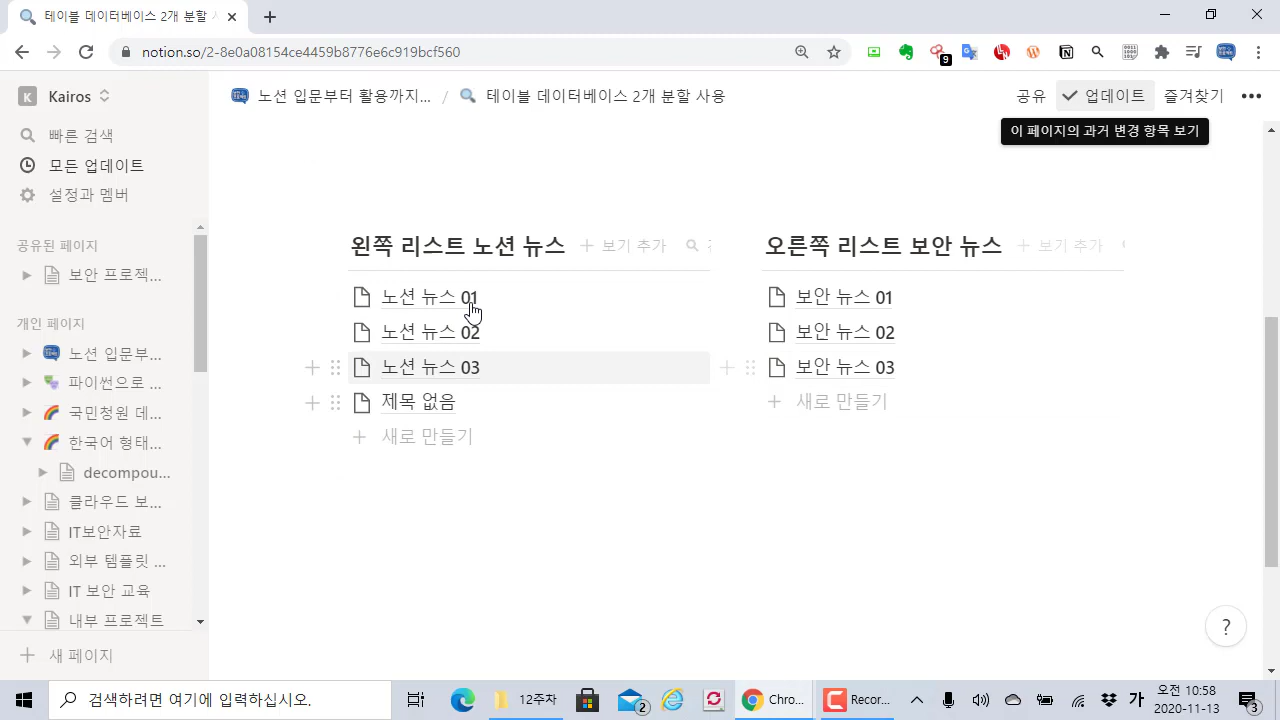 테이블 데이터베이스 2개 분할
notion.so/2-8e0a08154ce4459b8776e6c919bcf560
9
K Kairos
노션 입문부터 활용까지... / 테이블 데이터베이스 2개 분할 사용
공유 업데이트 즐겨찾기
이 페이지의 과거 변경 항목 보기
빠른 검색
모든 업데이트
설정과 멤버
공유된 페이지
보안 프로젝...
개인 페이지
노션 입문부...
파이썬으로 ...
국민청원 데...
한국어 형태...
decompou...
클라우드 보...
IT보안자료
외부 템플릿 ...
IT 보안 교육
내부 프로젝트
새 페이지
왼쪽 리스트 노션 뉴스 보기 추가
노션 뉴스 01
노션 뉴스 02
노션 뉴스 03
제목 없음
새로 만들기
오른쪽 리스트 보안 뉴스 보기 추가
보안 뉴스 01
보안 뉴스 02
보안 뉴스 03
새로 만들기
?
검색하려면 여기에 입력하십시오.
12주차
2
Chro...
Recor...
가
오전 10:58
2020-11-13
3